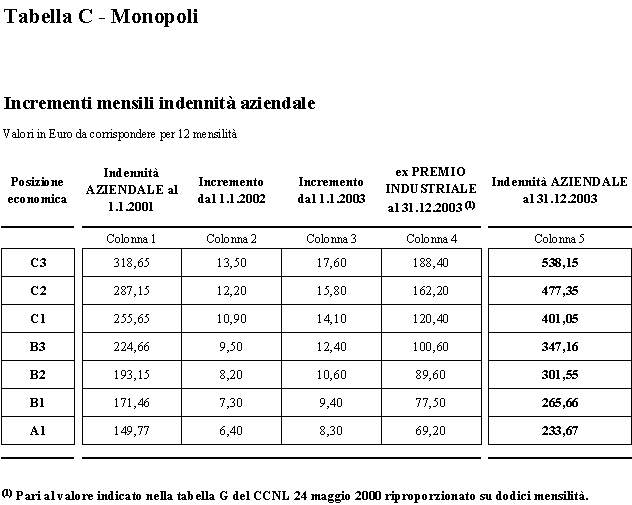 Tabella C - Monopoli
Incrementi mensili indennità aziendale
Valori in Euro da corrispondere per 12 mensilità
Posizione economica | Indennità AZIENDALE al 1.1.2001 | Incremento dal 1.1.2002 | Incremento dal 1.1.2003 | ex PREMIO INDUSTRIALE al 31.12.2003 (1) | Indennità AZIENDALE al 31.12.2003
Colonna 1 | Colonna 2 | Colonna 3 | Colonna 4 | Colonna 5
C3 | 318,65 | 13,50 | 17,60 | 188,40 | 538,15
C2 | 287,15 | 12,20 | 15,80 | 162,20 | 477,35
C1 | 255,65 | 10,90 | 14,10 | 120,40 | 401,05
B3 | 224,66 | 9,50 | 12,40 | 100,60 | 347,16
B2 | 193,15 | 8,20 | 10,60 | 89,60 | 301,55
B1 | 171,46 | 7,30 | 9,40 | 77,50 | 265,66
A1 | 149,77 | 6,40 | 8,30 | 69,20 | 233,67
(1) Pari al valore indicato nella tabella G del CCNL 24 maggio 2000 riproporzionato su dodici mensilità.